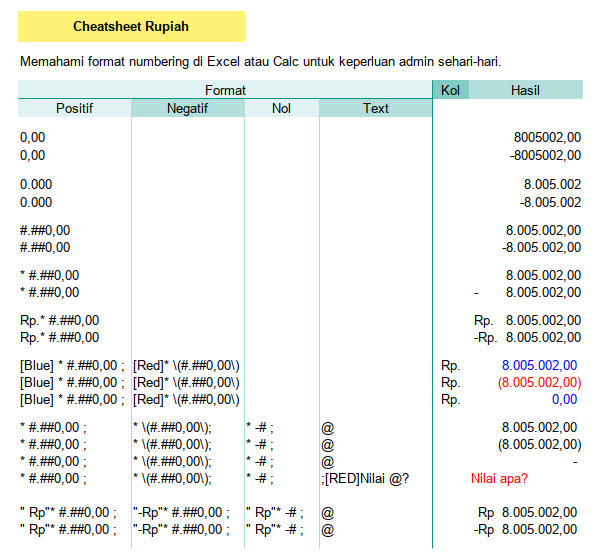 Cheatsheet Rupiah
Memahami format numbering di Excel atau Calc untuk keperluan admin sehari-hari.
Format Kol Hasil
Positif Negatif Nol Text
0,00 8005002,00
0,00 -8005002,00
0.000 8.005.002
0.000 -8.005.002
#.##0,00 8.005.002,00
#.##0,00 -8.005.002,00
* #.##0,00 8.005.002,00
* #.##0,00 - 8.005.002,00
Rp.* #.##0,00 Rp. 8.005.002,00
Rp.* #.##0,00 -Rp. 8.005.002,00
[Blue] * #.##0,00 ; [Red]* \(#.##0,00\) Rp. 8.005.002,00
[Blue] * #.##0,00 ; [Red]* \(#.##0,00\) Rp. (8.005.002,00)
[Blue] * #.##0,00 ; [Red]* \(#.##0,00\) Rp. 0,00
* #.##0,00 ; * \(#.##0,00\); * -# ; @ 8.005.002,00
* #.##0,00 ; * \(#.##0,00\); * -# ; @ (8.005.002,00)
* #.##0,00 ; * \(#.##0,00\); * -# ; @ -
* #.##0,00 ; * \(#.##0,00\); * -# ; ;[RED]Nilai @? Nilai apa?
" Rp"* #.##0,00 ; "-Rp"* #.##0,00 ; " Rp"* -# ; @ Rp 8.005.002,00
" Rp"* #.##0,00 ; "-Rp"* #.##0,00 ; " Rp"* -# ; @ -Rp 8.005.002,00